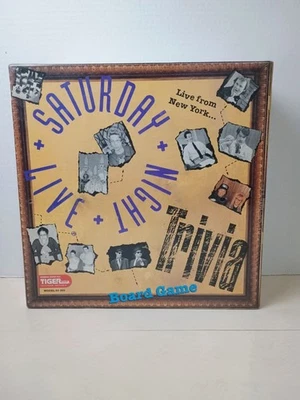 SATURDAY
NIGHT
LIVE
Live from
New York...
Trivia
Board Game
TIGER